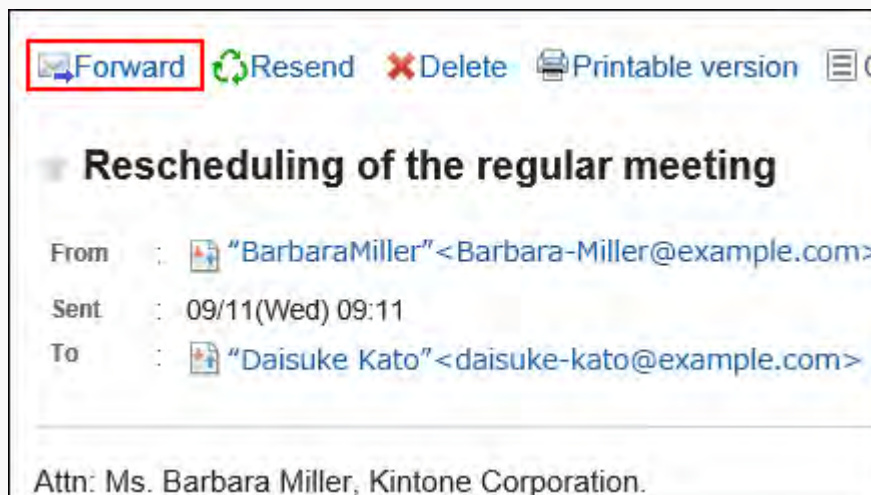 Forward Resend Delete Printable version
Rescheduling of the regular meeting
From : "BarbaraMiller"<Barbara-Miller@example.com>
Sent : 09/11(Wed) 09:11
To : "Daisuke Kato"<daisuke-kato@example.com>
Attn: Ms. Barbara Miller, Kintone Corporation.